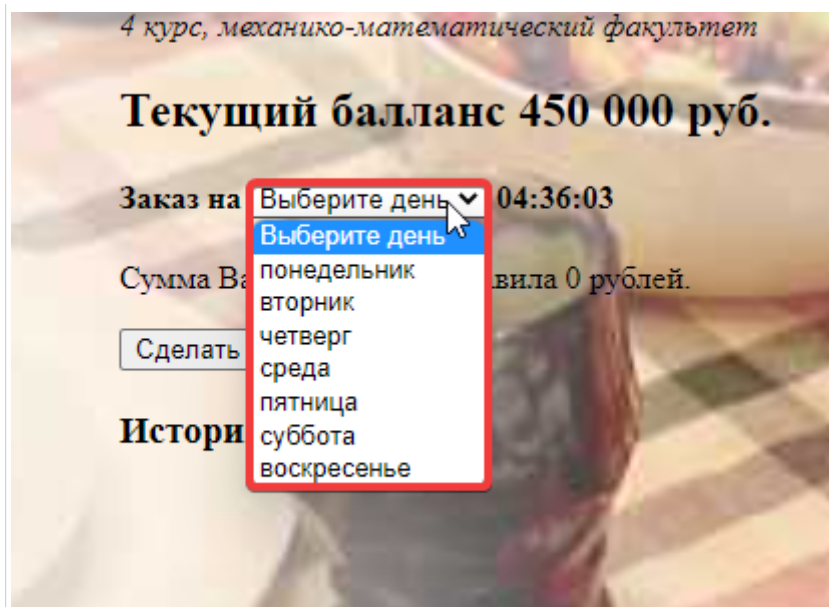 4 курс, механико-математический факультет
Текущий балланс 450 000 руб.
Заказ на Выберите день 04:36:03
Выберите день
понедельник
Сумма Ва вила 0 рублей.
вторник
четверг
Сделать
среда
пятница
Истори
суббота
воскресенье